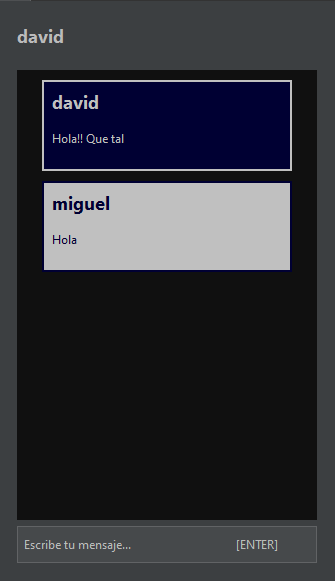 david
david
Hola!! Que tal
miguel
Hola
Escribe tu mensaje... [ENTER]